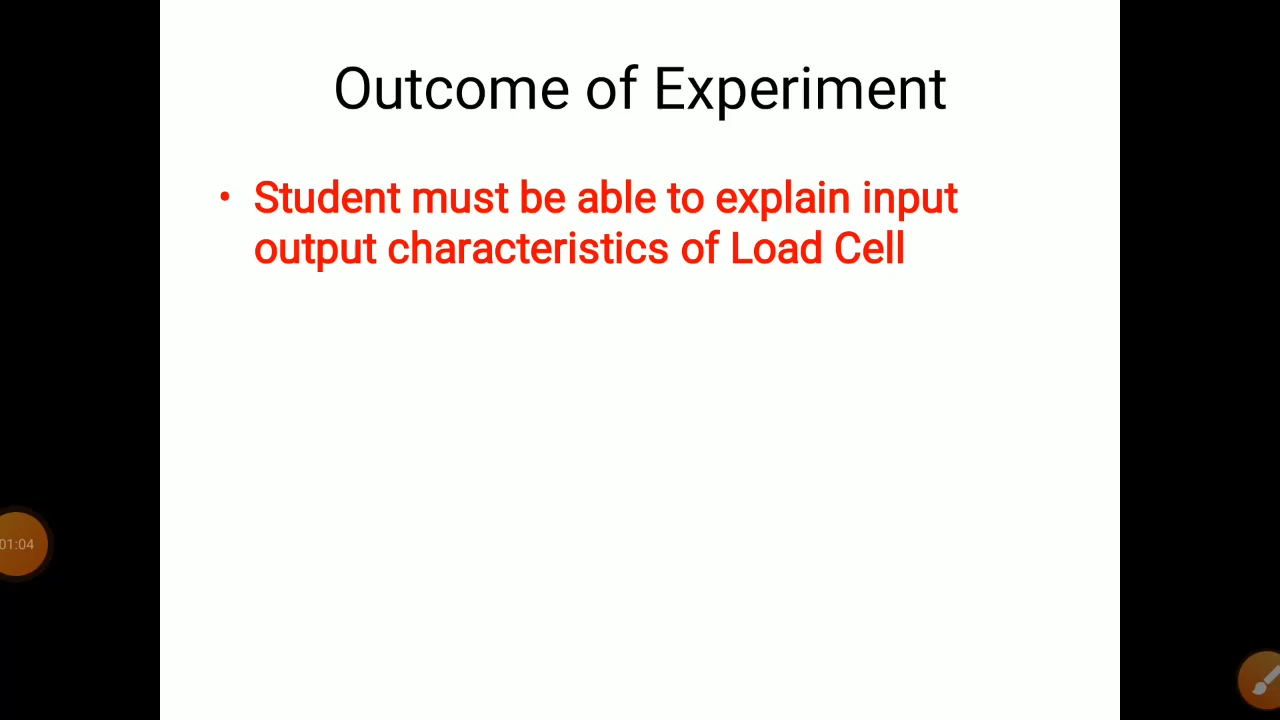 Outcome of Experiment
• Student must be able to explain input
output characteristics of Load Cell
01:04